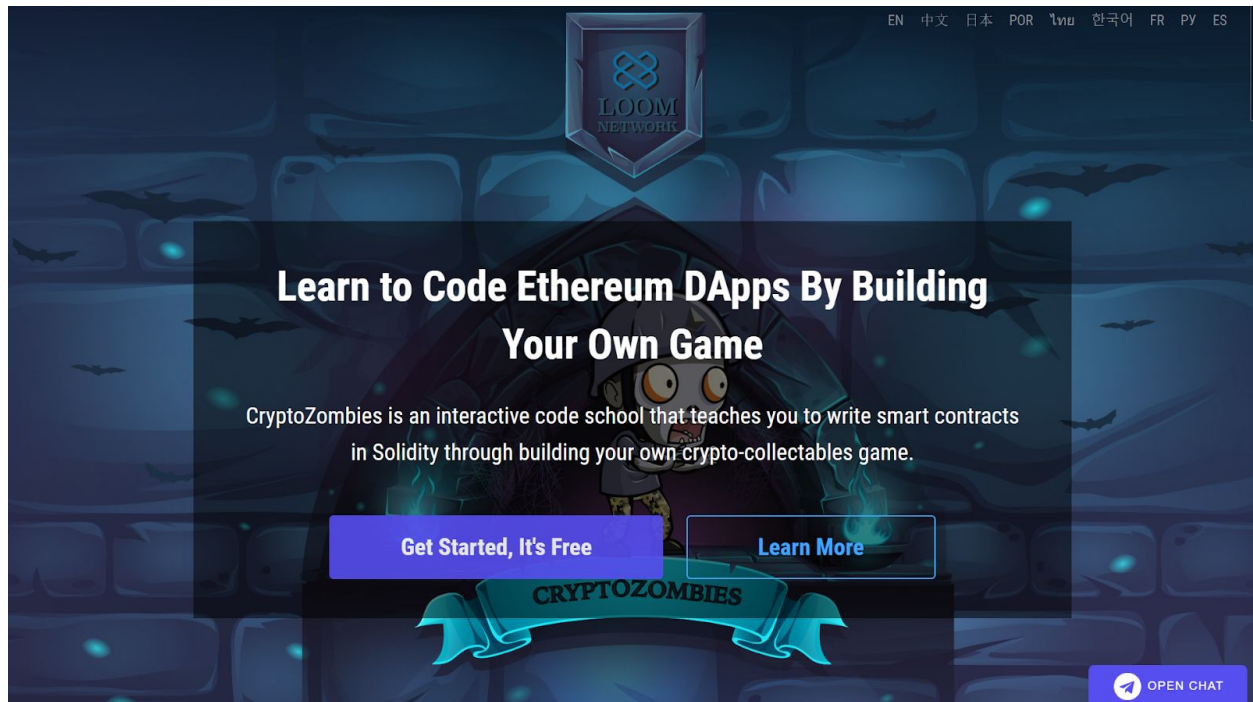 EN 中文 日本 POR ไทย 한국어 FR РУ ES
LOOM
NETWORK
Learn to Code Ethereum DApps By Building
Your Own Game
CryptoZombies is an interactive code school that teaches you to write smart contracts
in Solidity through building your own crypto-collectables game.
Get Started, It's Free
Learn More
CRYPTOZOMBIES
OPEN CHAT